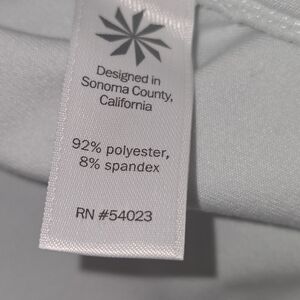 Designed in
Sonoma County,
California
92% polyester,
8% spandex
RN #54023